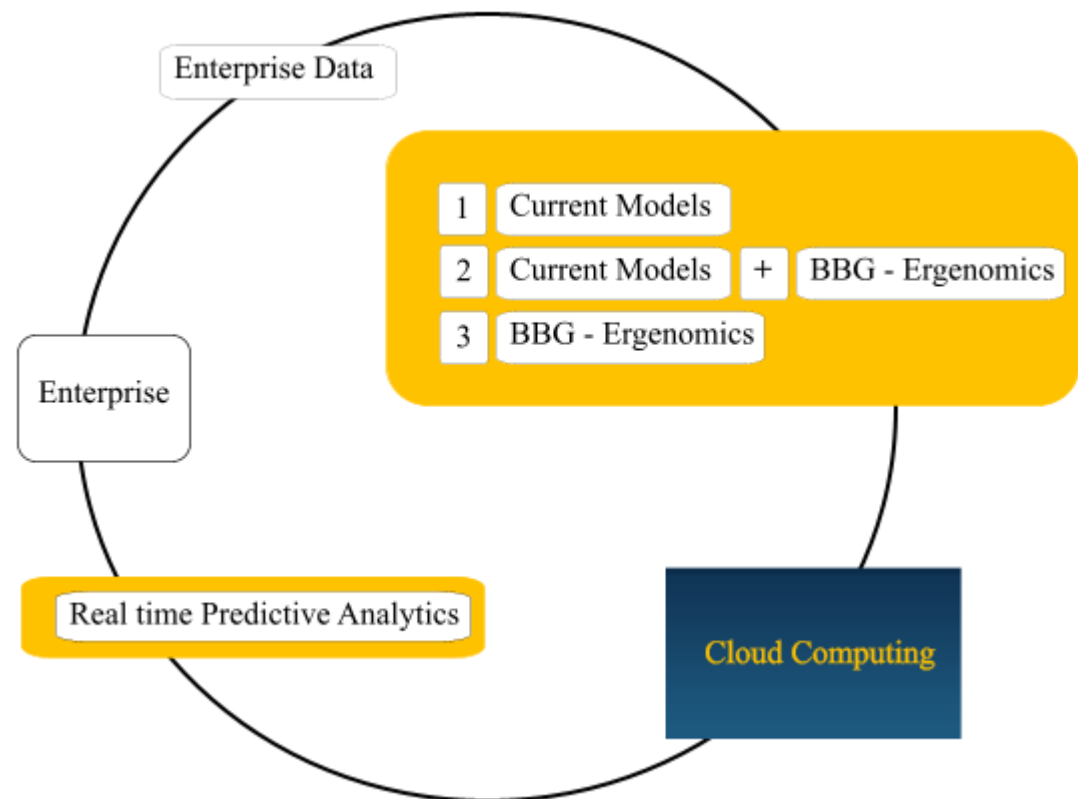 Enterprise Data
1 Current Models
2 Current Models + BBG - Ergenomics
3 BBG - Ergenomics
Enterprise
Real time Predictive Analytics
Cloud Computing